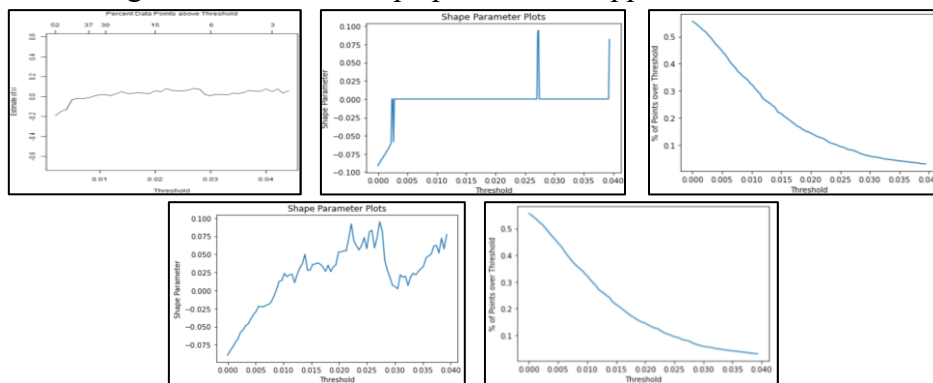 Percent Data Points above Threshold
52 37 30 15 6 3
Estimate of xi
0.6
0.4
0.2
0.0
-0.2
-0.4
-0.6
0.01 0.02 0.03 0.04
Threshold
Shape Parameter Plots
Shape Parameter
0.100
0.075
0.050
0.025
0.000
−0.025
−0.050
−0.075
−0.100
0.000 0.005 0.010 0.015 0.020 0.025 0.030 0.035 0.040
Threshold
% of Points over Threshold
0.5
0.4
0.3
0.2
0.1
0.000 0.005 0.010 0.015 0.020 0.025 0.030 0.035 0.040
Threshold
Shape Parameter Plots
Shape Parameter
0.100
0.075
0.050
0.025
0.000
−0.025
−0.050
−0.075
0.000 0.005 0.010 0.015 0.020 0.025 0.030 0.035 0.040
Threshold
% of Points over Threshold
0.5
0.4
0.3
0.2
0.1
0.000 0.005 0.010 0.015 0.020 0.025 0.030 0.035 0.040
Threshold